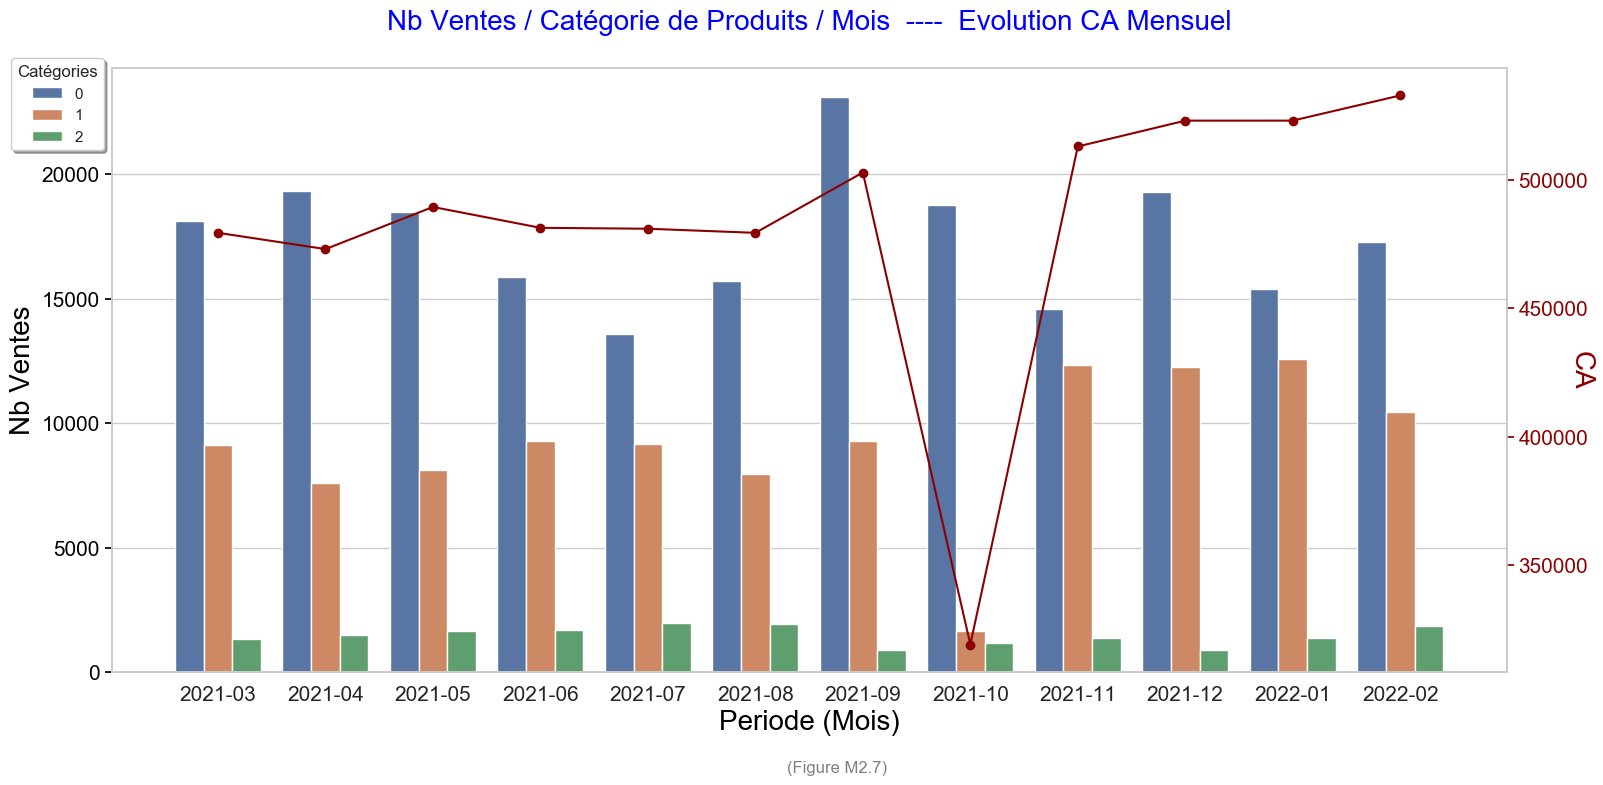 Nb Ventes / Catégorie de Produits / Mois  ----  Evolution CA Mensuel
Catégories
0
1
2
20000
15000
10000
5000
0
Nb Ventes
500000
450000
400000
350000
CA
2021-03 2021-04 2021-05 2021-06 2021-07 2021-08 2021-09 2021-10 2021-11 2021-12 2022-01 2022-02
Periode (Mois)
(Figure M2.7)